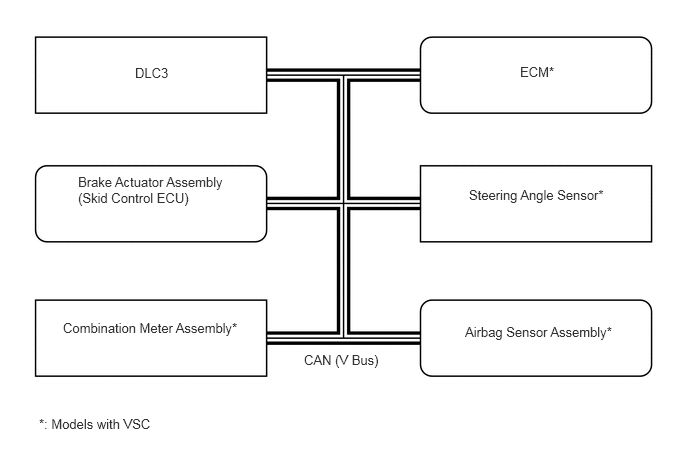 DLC3
ECM*
Brake Actuator Assembly
(Skid Control ECU)
Steering Angle Sensor*
Combination Meter Assembly*
Airbag Sensor Assembly*
CAN (V Bus)
*: Models with VSC